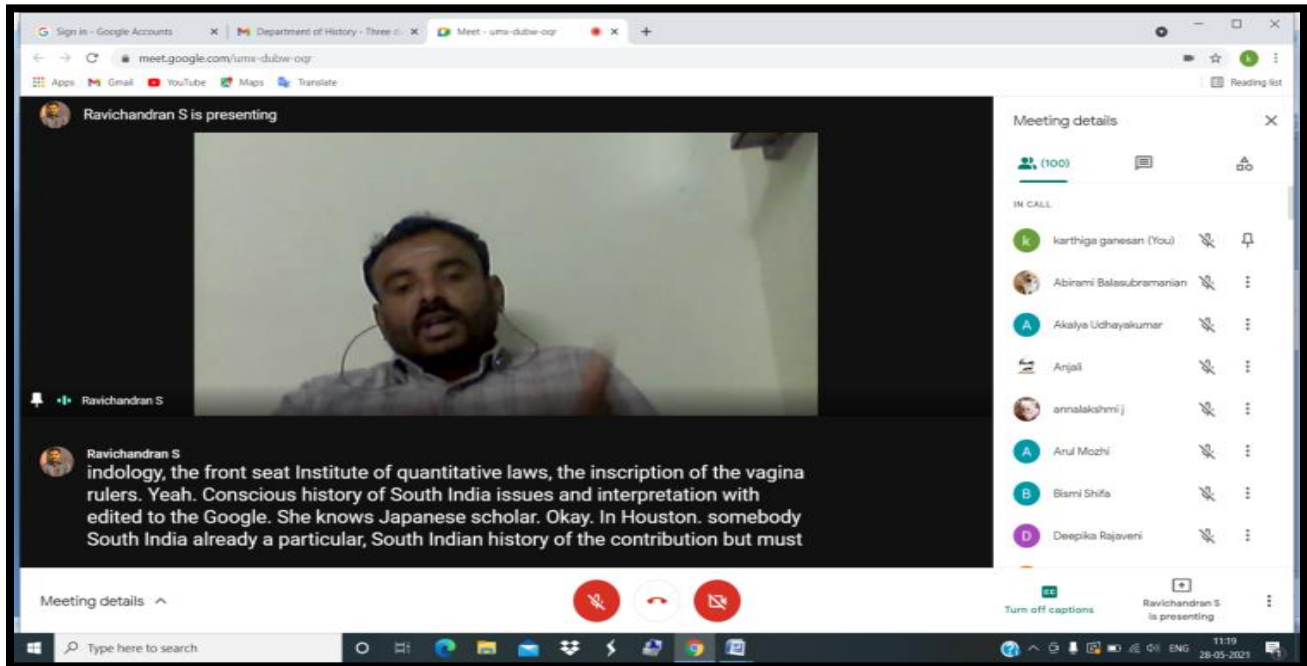 Sign in - Google Accounts
Department of History - Three d
Meet - umx-dubw-oqr
meet.google.com/umx-dubw-oqr
k
Apps Gmail YouTube Maps Translate
Reading list
Ravichandran S is presenting
Ravichandran S
Ravichandran S
indology, the front seat Institute of quantitative laws, the inscription of the vagina
rulers. Yeah. Conscious history of South India issues and interpretation with
edited to the Google. She knows Japanese scholar. Okay. In Houston. somebody
South India already a particular, South Indian history of the contribution but must
Meeting details
(100)
IN CALL
k karthiga ganesan (You)
Abirami Balasubramanian
A Akalya Udhayakumar
Anjali
annalakshmi j
A Arul Mozhi
B Bismi Shifa
D Deepika Rajaveni
Meeting details
CC
Turn off captions
Ravichandran S
is presenting
Type here to search
ENG
11:19
28-05-2021